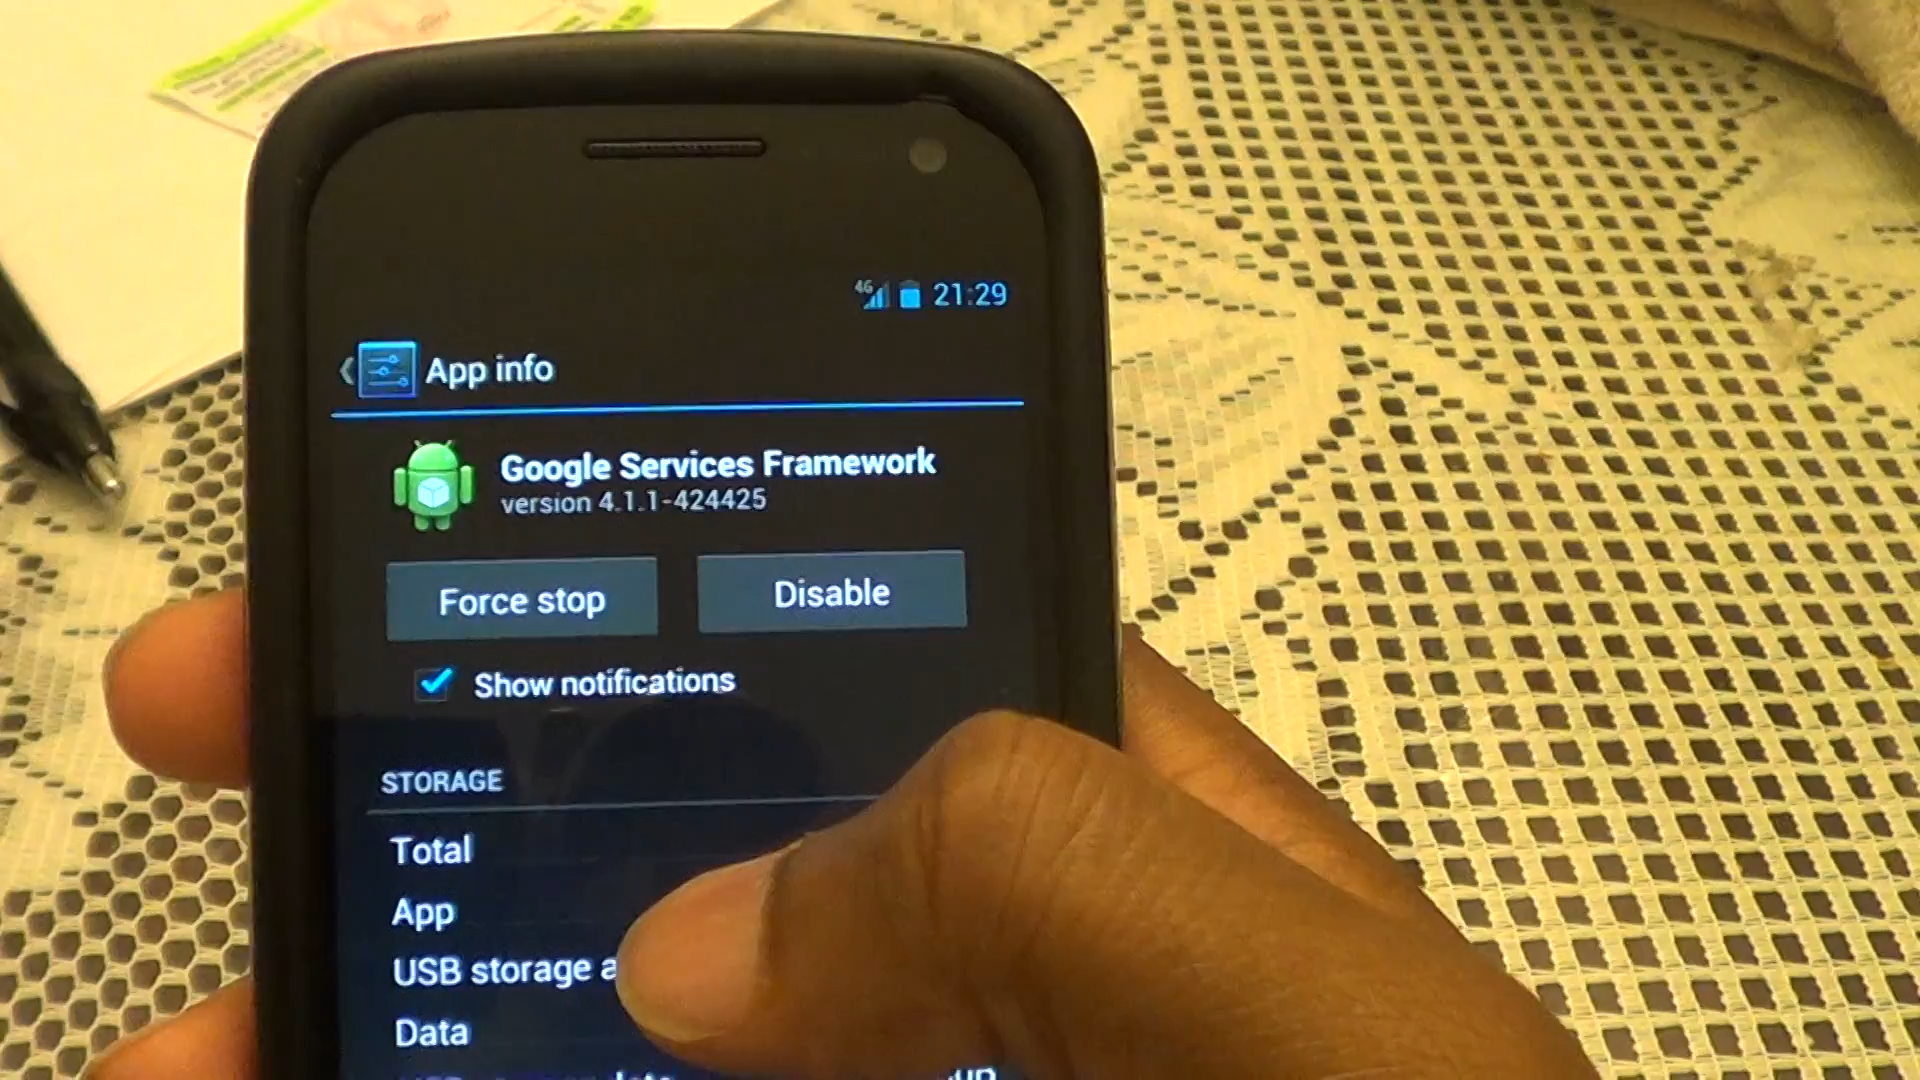 4G 21:29
App info
Google Services Framework
version 4.1.1-424425
Force stop Disable
Show notifications
STORAGE
Total
App
USB storage
Data